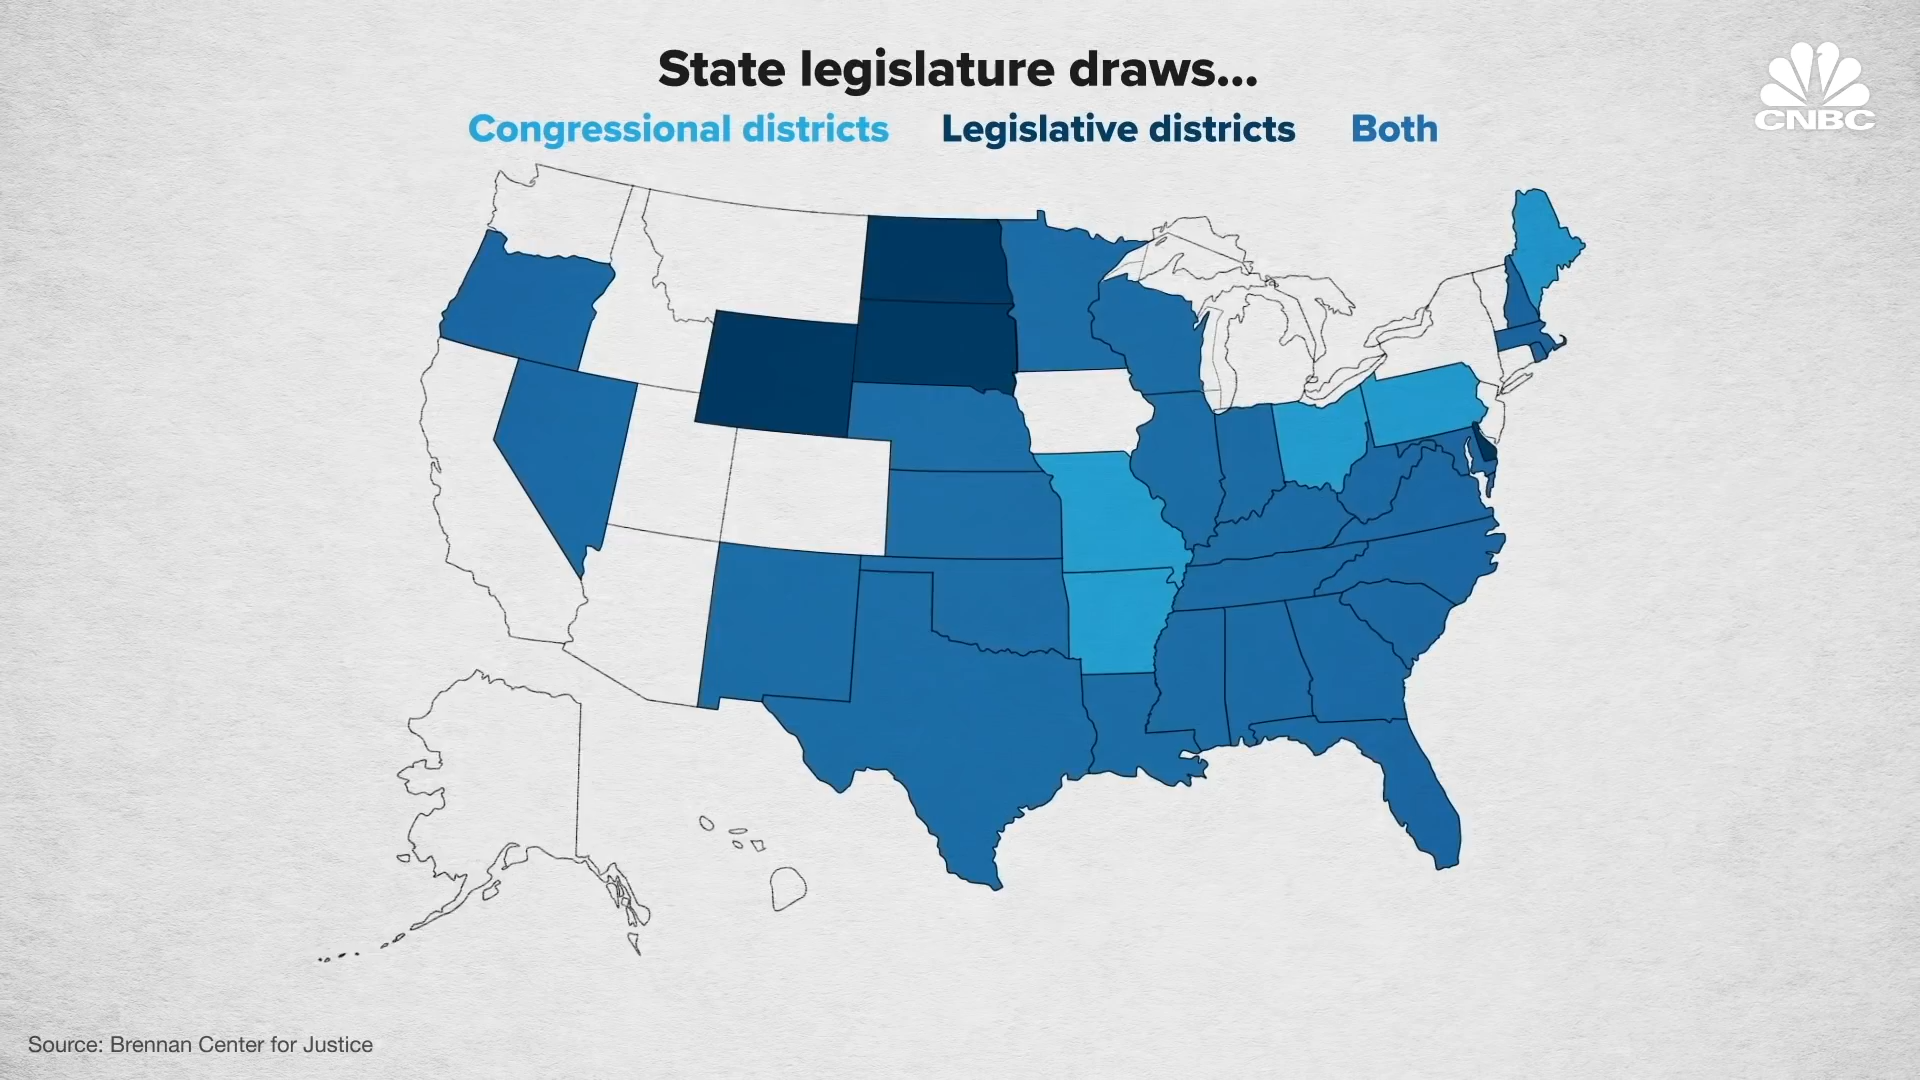 State legislature draws...
Congressional districts Legislative districts Both
CNBC
Source: Brennan Center for Justice